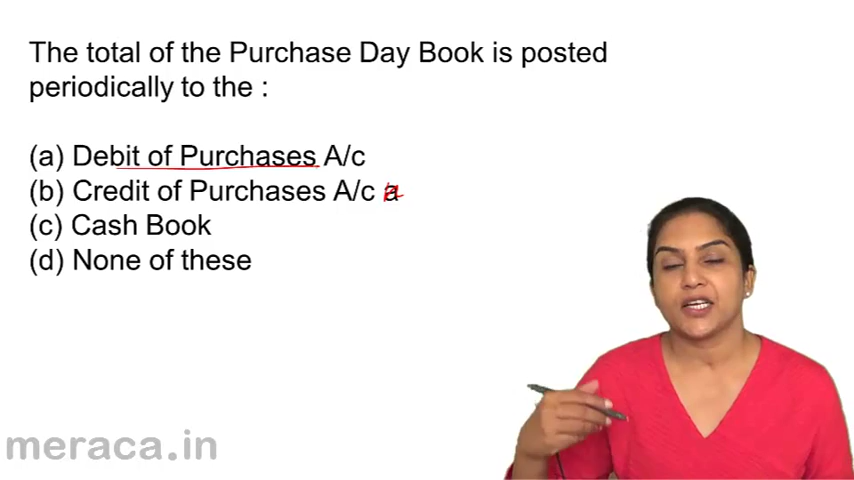 The total of the Purchase Day Book is posted
periodically to the :
(a) Debit of Purchases A/c
(b) Credit of Purchases A/c a
(c) Cash Book
(d) None of these
meraca.in